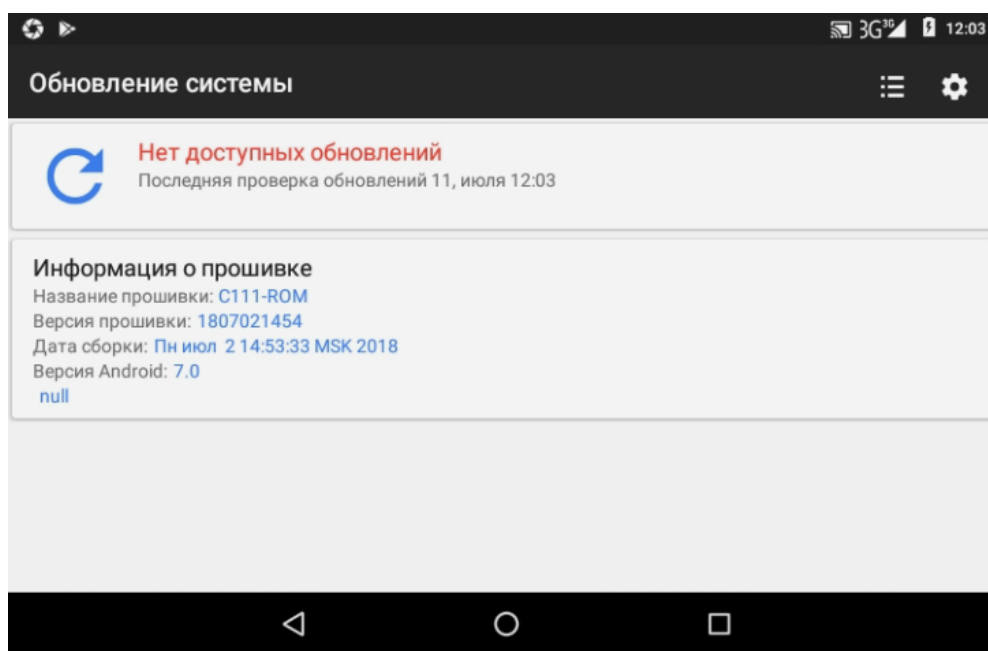 3G 3G 12:03
Обновление системы
Нет доступных обновлений
Последняя проверка обновлений 11, июля 12:03
Информация о прошивке
Название прошивки: C111-ROM
Версия прошивки: 1807021454
Дата сборки: Пн июл  2 14:53:33 MSK 2018
Версия Android: 7.0
null